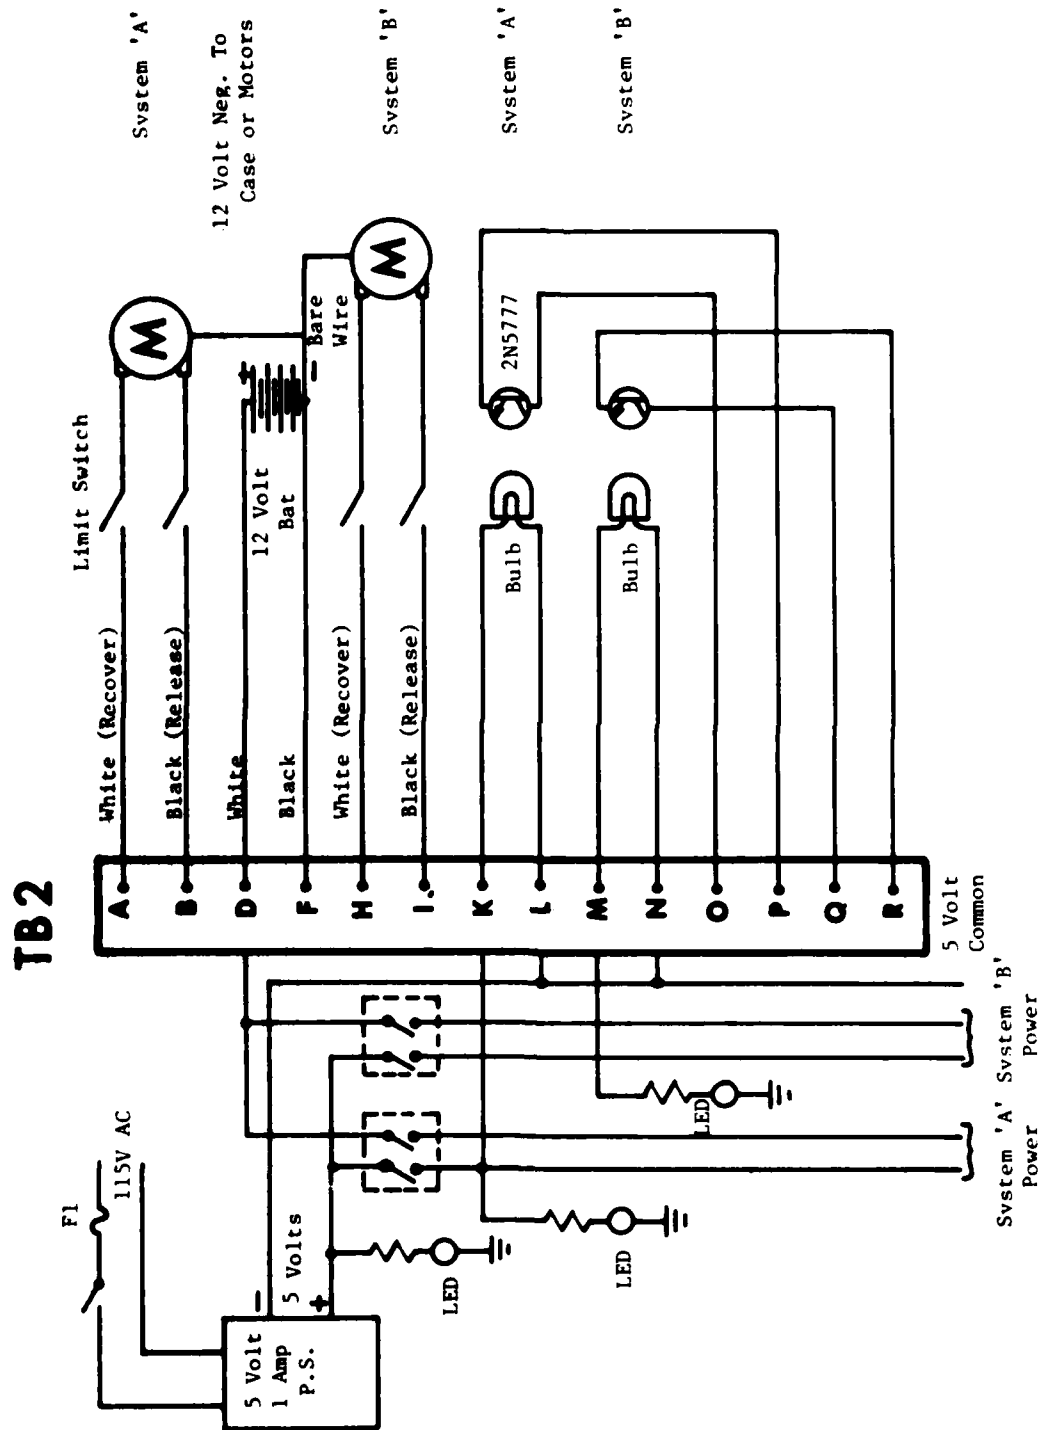 TB2
System 'A'
12 Volt Neg. To
Case or Motors
System 'B'
System 'A'
System 'B'
Limit Switch
M
M
Bare
Wire
+
-
12 Volt
Bat
2N5777
Bulb
Bulb
White (Recover)
Black (Release)
White
Black
White (Recover)
Black (Release)
A
B
D
F
H
I
K
L
M
N
O
P
Q
R
5 Volt
Common
F1
115V AC
5 Volt
1 Amp
P.S.
-
5 Volts
+
LED
LED
LED
System 'A'
Power
System 'B'
Power